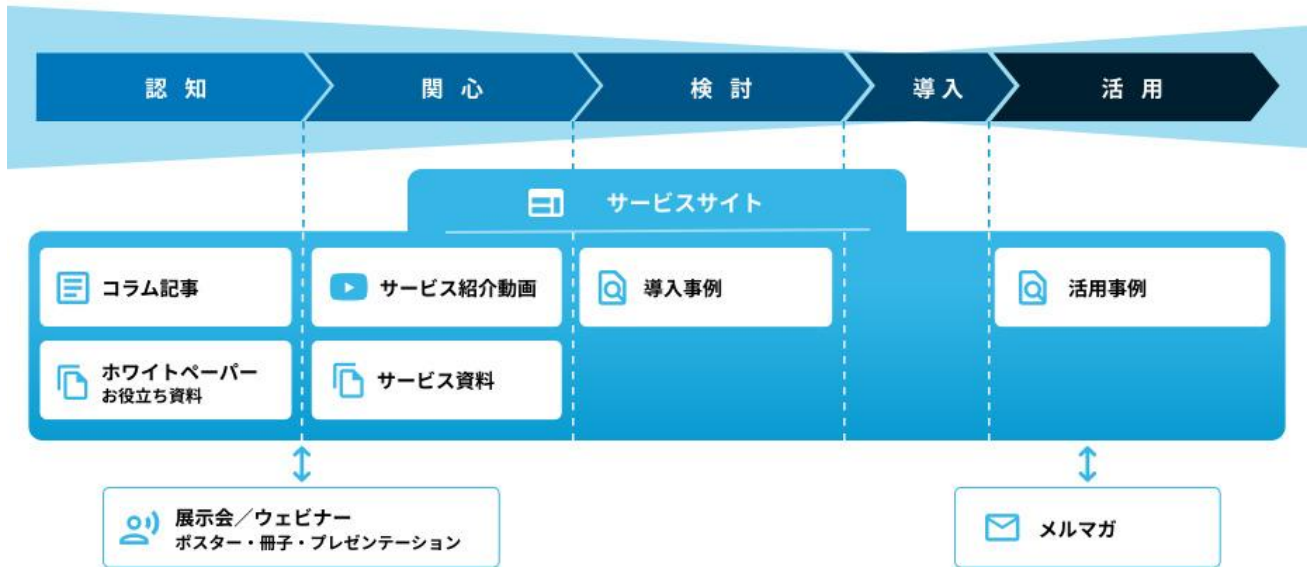 認知
関心
検討
導入
活用
サービスサイト
コラム記事
サービス紹介動画
導入事例
活用事例
ホワイトペーパー
お役立ち資料
サービス資料
展示会／ウェビナー
ポスター・冊子・プレゼンテーション
メルマガ